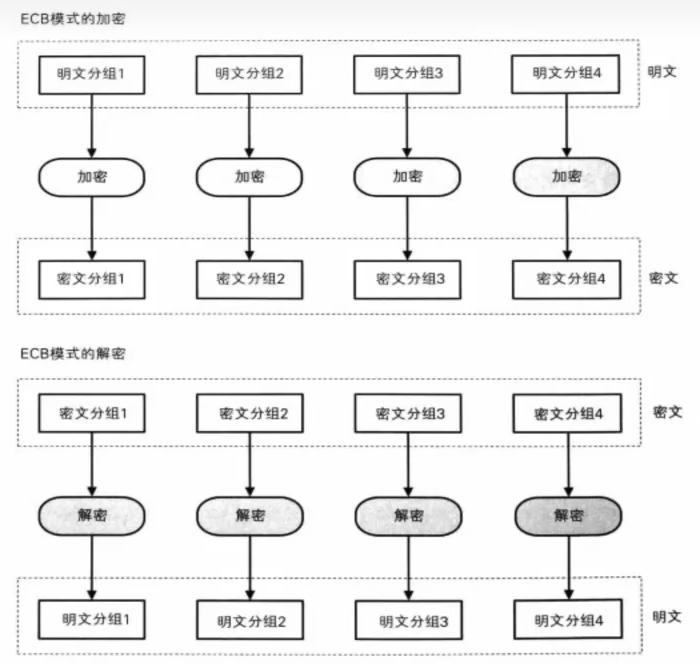 ECB模式的加密
明文分组1 明文分组2 明文分组3 明文分组4 明文
加密 加密 加密 加密
密文分组1 密文分组2 密文分组3 密文分组4 密文
ECB模式的解密
密文分组1 密文分组2 密文分组3 密文分组4 密文
解密 解密 解密 解密
明文分组1 明文分组2 明文分组3 明文分组4 明文